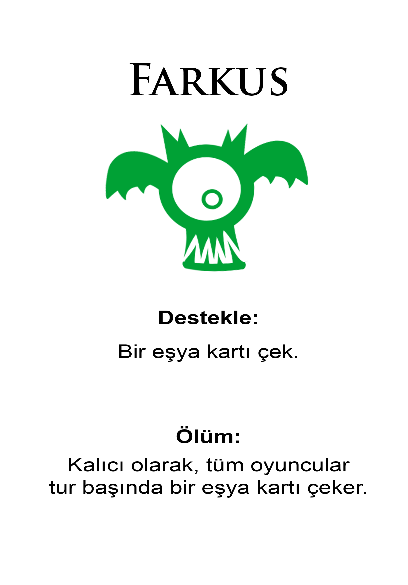 FARKUS
Destekle:
Bir eşya kartı çek.
Ölüm:
Kalıcı olarak, tüm oyuncular
tur başında bir eşya kartı çeker.